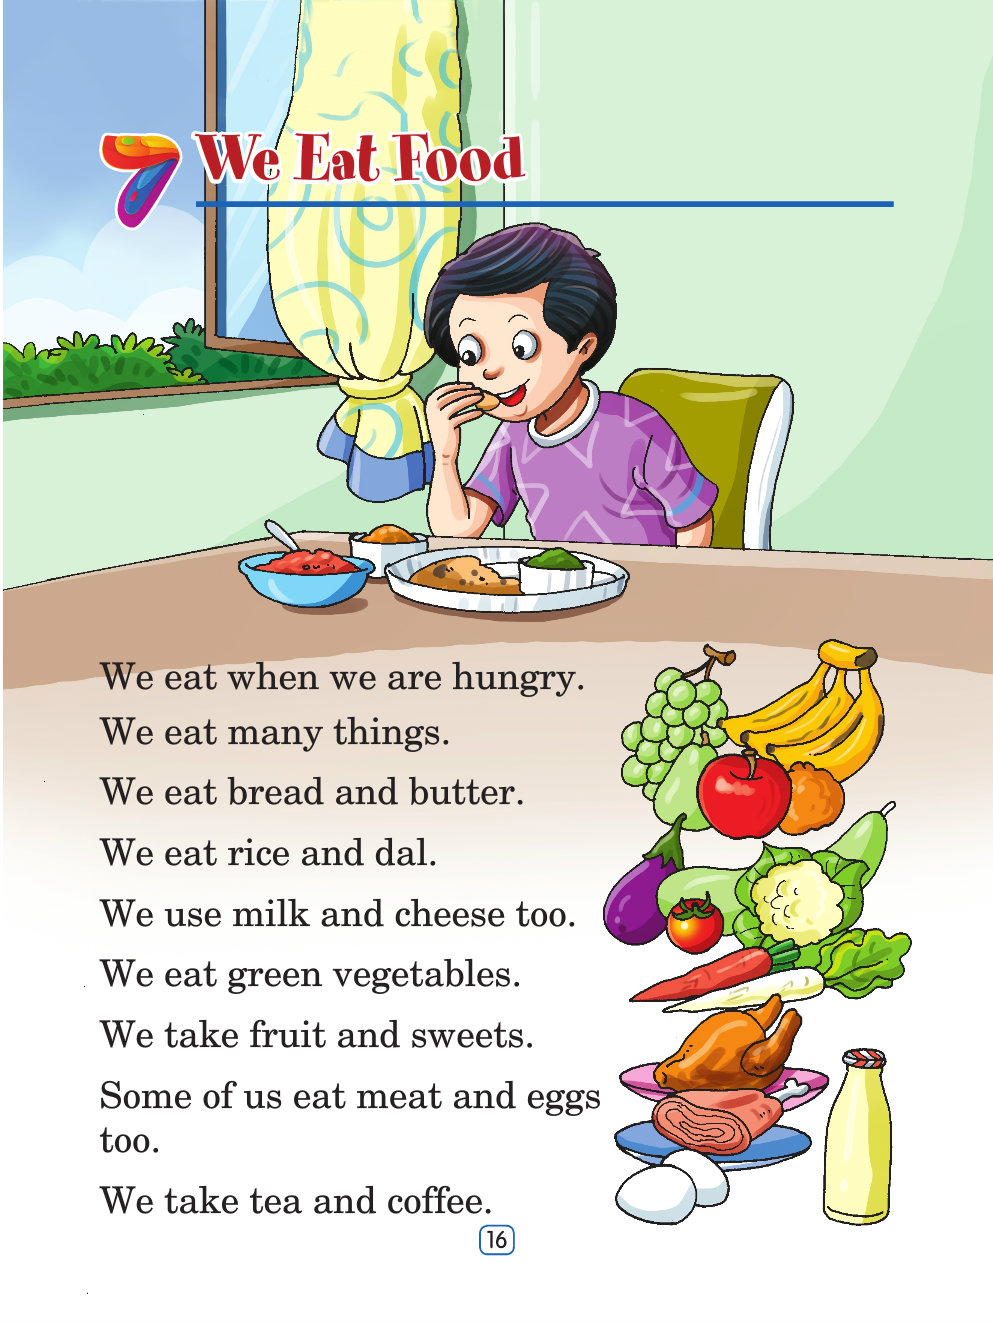 7 We Eat Food
We eat when we are hungry.
We eat many things.
We eat bread and butter.
We eat rice and dal.
We use milk and cheese too.
We eat green vegetables.
We take fruit and sweets.
Some of us eat meat and eggs
too.
We take tea and coffee.
16